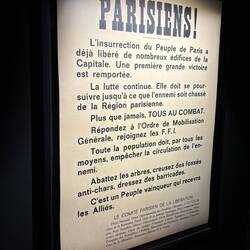 PARISIENS!
L'insurrection du Peuple de Paris a
déjà libéré de nombreux édifices de la
Capitale. Une première grande victoire
est remportée.
La lutte continue. Elle doit se pour-
suivre jusqu'à ce que l'ennemi soit chassé
de la Région parisienne.
Plus que jamais, TOUS AU COMBAT.
Répondez à l'Ordre de Mobilisation
Générale, rejoignez les F. F. I.
Toute la population doit, par tous les
moyens, empêcher la circulation de l'en-
nemi.
Abattez les arbres, creusez des fossés
anti-chars, dressez des barricades.
C'est un Peuple vainqueur qui recevra
les Alliés.
LE COMITÉ PARISIEN DE LA LIBÉRATION